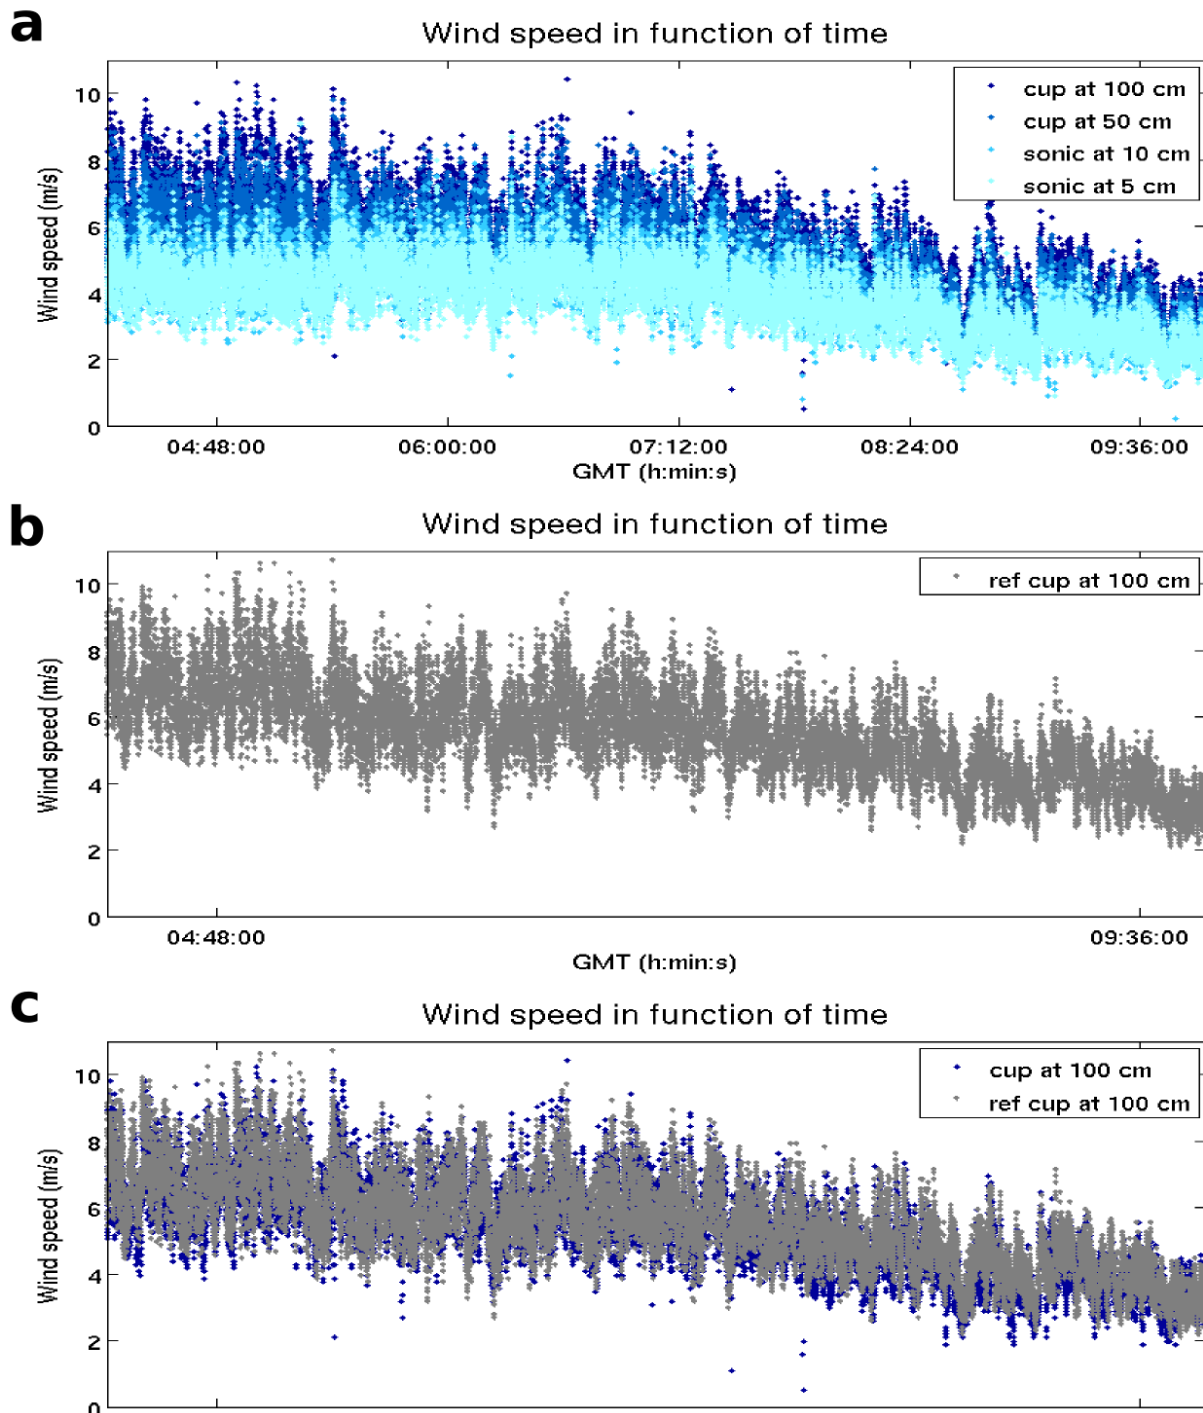 a
Wind speed in function of time
10
8
6
4
2
0
Wind speed (m/s)
cup at 100 cm
cup at 50 cm
sonic at 10 cm
sonic at 5 cm
04:48:00 06:00:00 07:12:00 08:24:00 09:36:00
GMT (h:min:s)
b
Wind speed in function of time
10
8
6
4
2
0
Wind speed (m/s)
ref cup at 100 cm
04:48:00 09:36:00
GMT (h:min:s)
c
Wind speed in function of time
10
8
6
4
2
0
Wind speed (m/s)
cup at 100 cm
ref cup at 100 cm